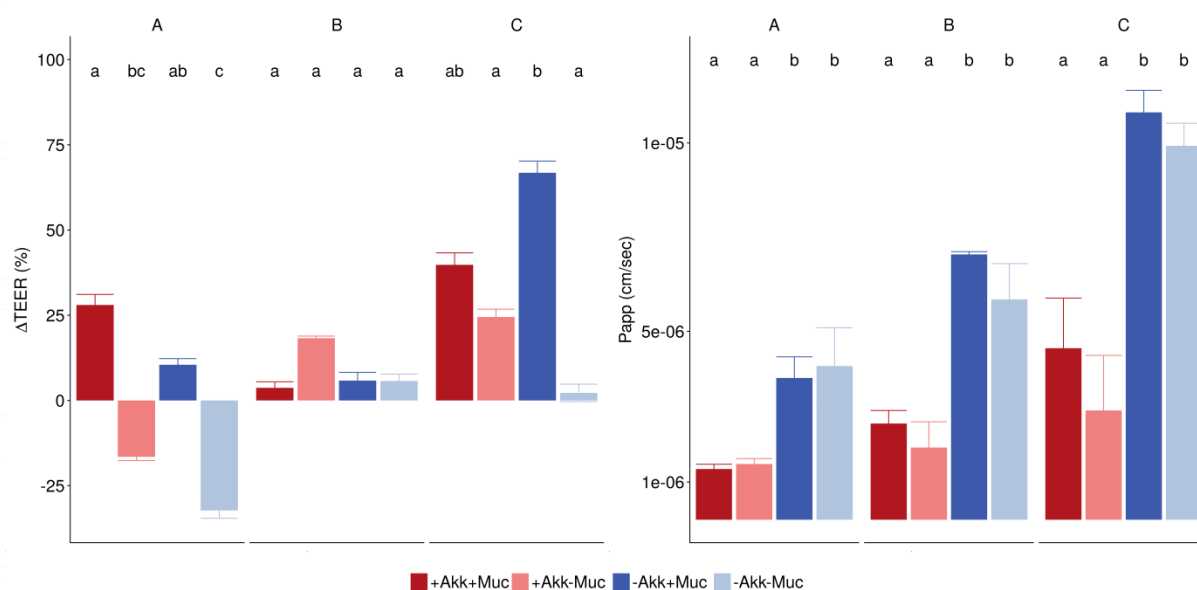 A B C
a bc ab c a a a a ab a b a
100
75
50
25
0
-25
ΔTEER (%)
A B C
a a b b a a b b a a b b
1e-05
5e-06
1e-06
Papp (cm/sec)
+Akk+Muc +Akk-Muc -Akk+Muc -Akk-Muc